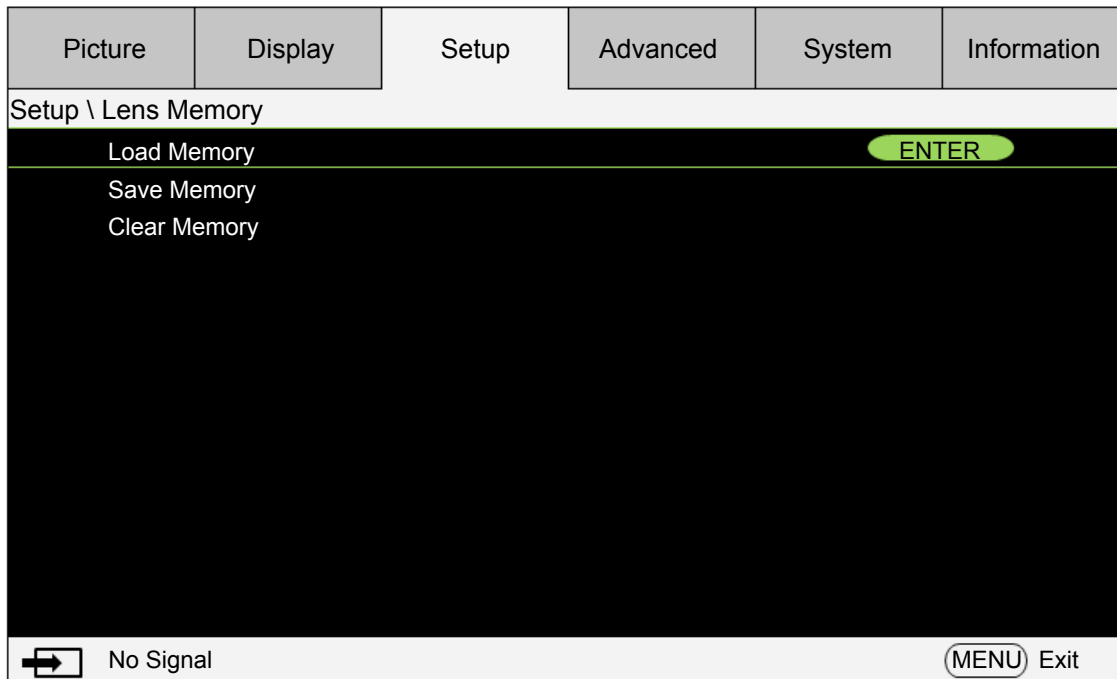 Picture Display Setup Advanced System Information
Setup \ Lens Memory
Load Memory ENTER
Save Memory
Clear Memory
No Signal MENU Exit